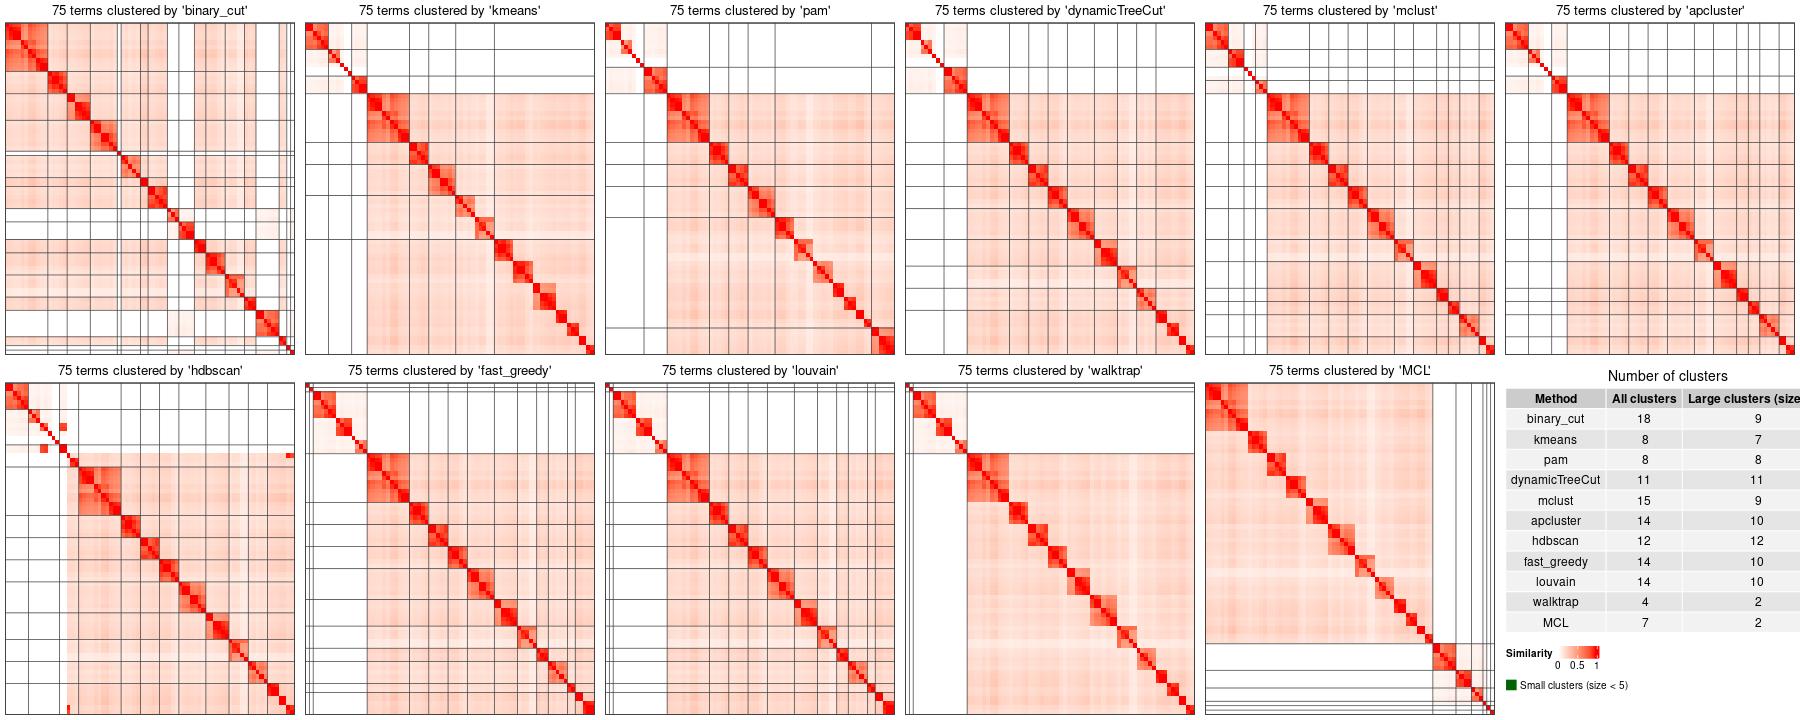 75 terms clustered by 'binary_cut'
75 terms clustered by 'kmeans'
75 terms clustered by 'pam'
75 terms clustered by 'dynamicTreeCut'
75 terms clustered by 'mclust'
75 terms clustered by 'apcluster'
75 terms clustered by 'hdbscan'
75 terms clustered by 'fast_greedy'
75 terms clustered by 'louvain'
75 terms clustered by 'walktrap'
75 terms clustered by 'MCL'
Number of clusters
Method All clusters Large clusters (size
binary_cut 18 9
kmeans 8 7
pam 8 8
dynamicTreeCut 11 11
mclust 15 9
apcluster 14 10
hdbscan 12 12
fast_greedy 14 10
louvain 14 10
walktrap 4 2
MCL 7 2
Similarity
0 0.5 1
Small clusters (size < 5)